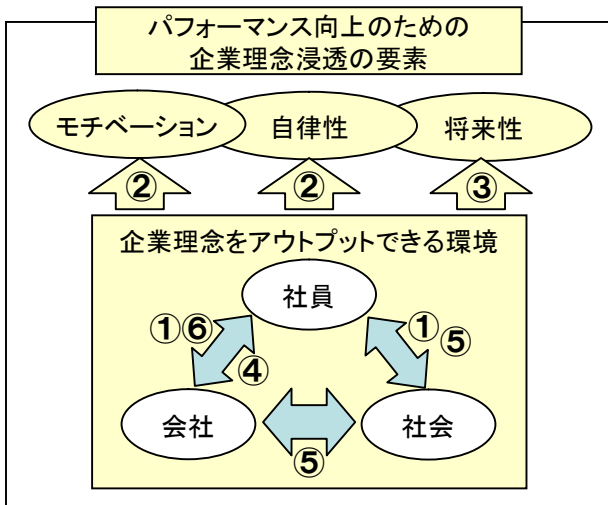 パフォーマンス向上のための
企業理念浸透の要素
モチベーション 自律性 将来性
② ② ③
企業理念をアウトプットできる環境
社員
①⑥ ①
④ ⑤
会社 社会
⑤